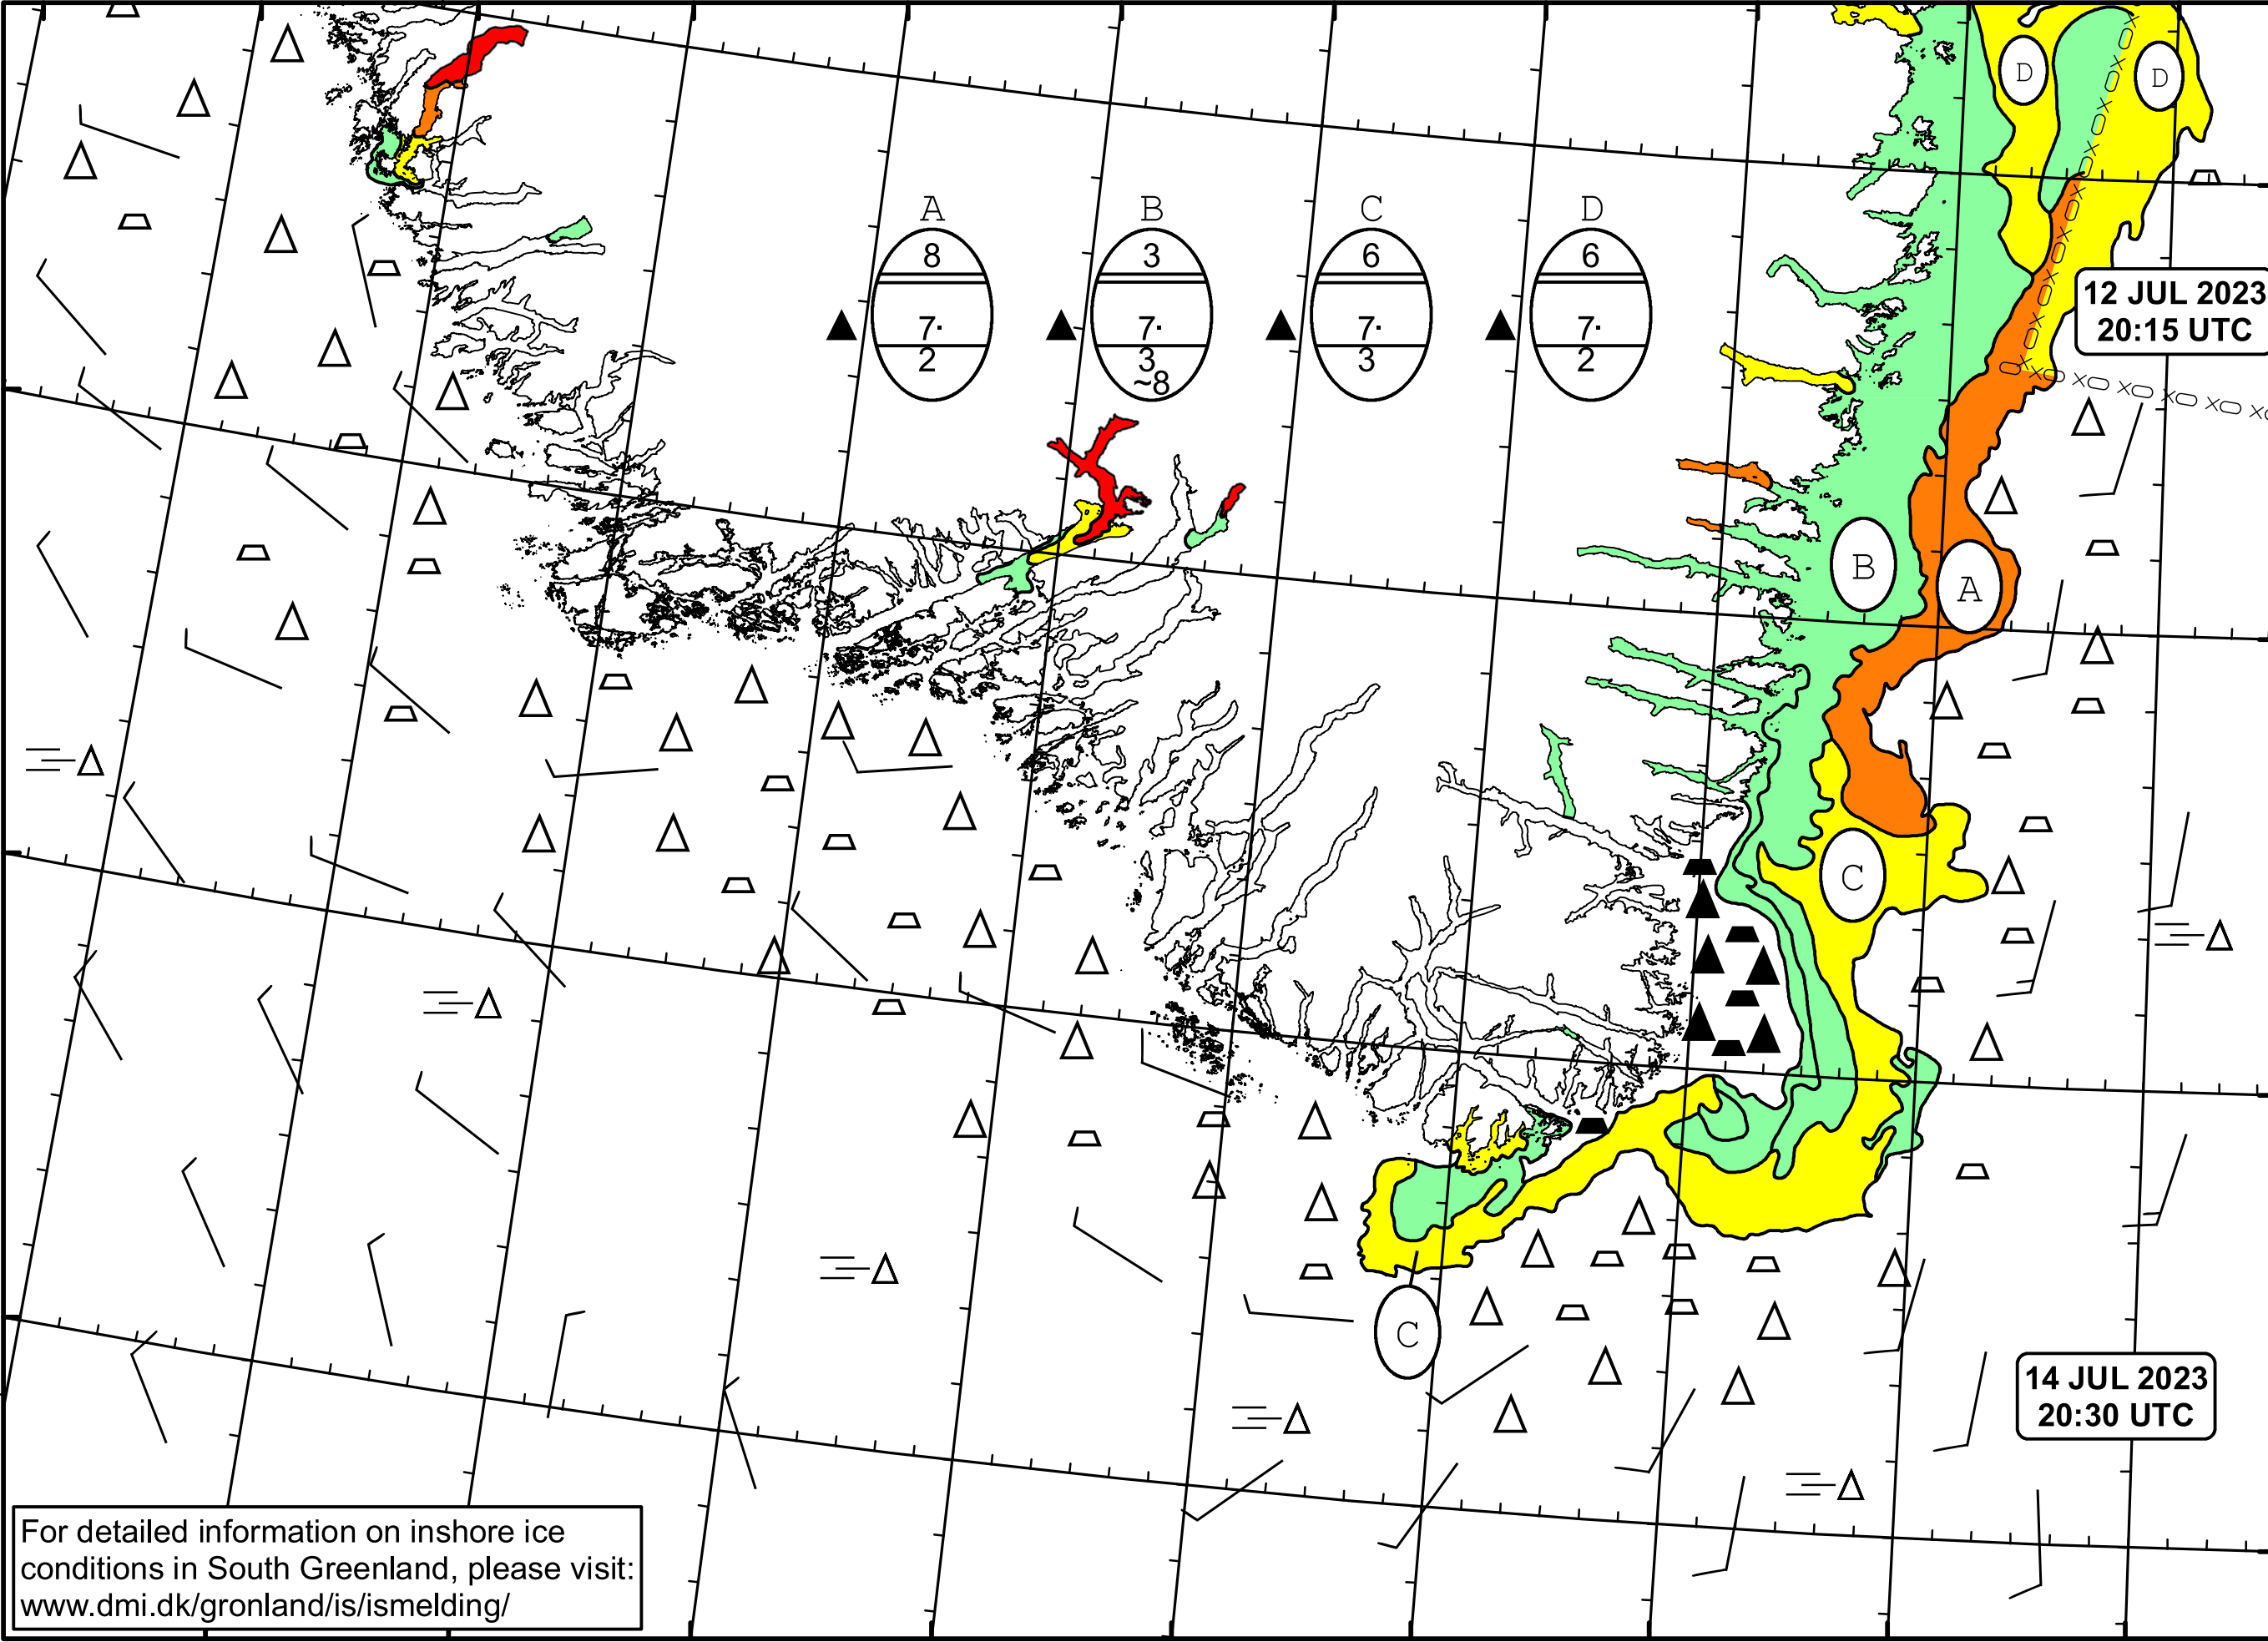 D
D
A
B
C
D
8
3
6
6
7·
7·
7·
7·
2
3
3
2
~8
12 JUL 2023
20:15 UTC
B
A
C
C
14 JUL 2023
20:30 UTC
For detailed information on inshore ice
conditions in South Greenland, please visit:
www.dmi.dk/gronland/is/ismelding/